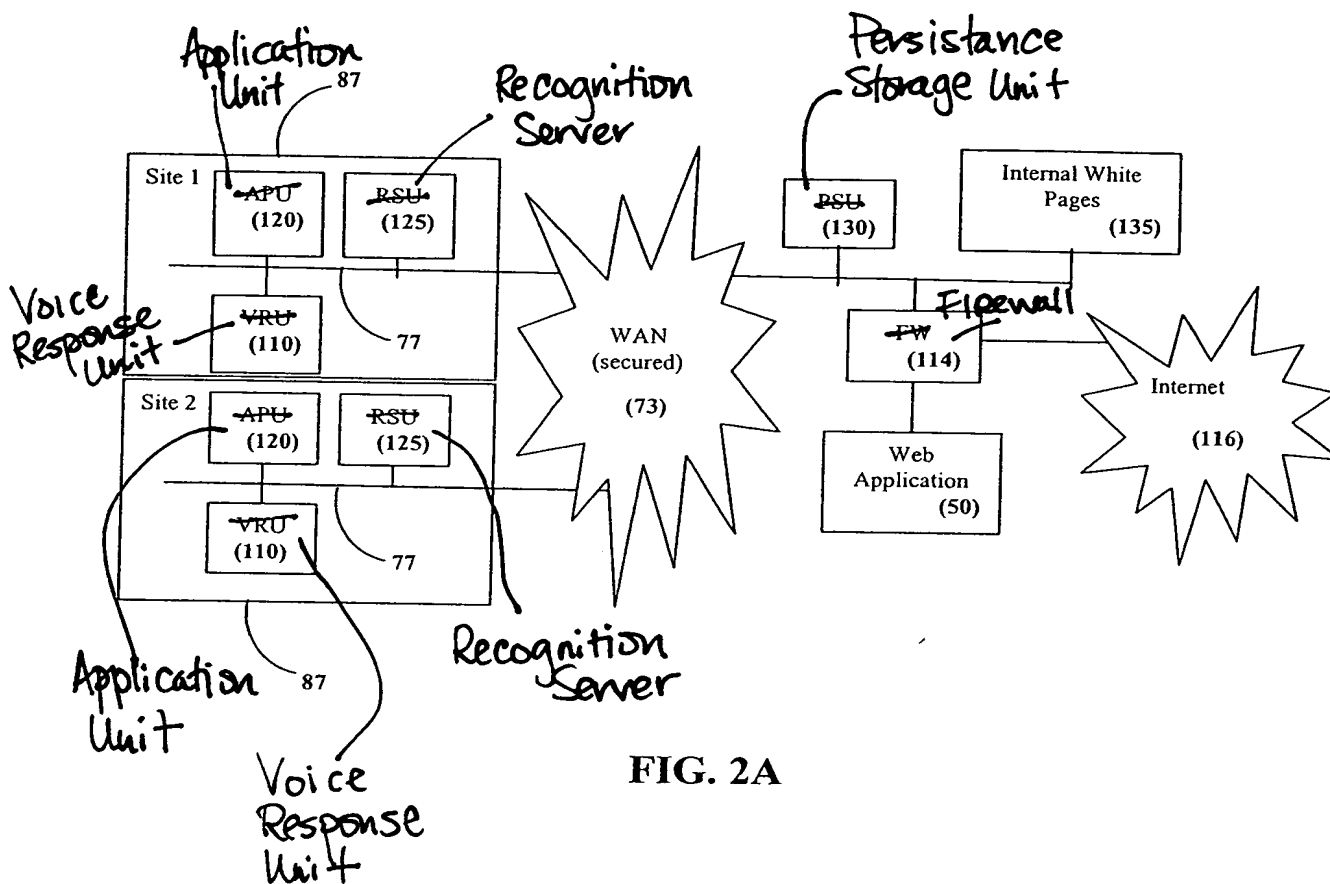 Application
Unit
87
Recognition
Server
Persistance
Storage Unit
Site 1
APU
(120)
RSU
(125)
PSU
(130)
Internal White
Pages
(135)
Voice
Response
Unit
VRU
(110)
77
WAN
(secured)
(73)
Firewall
FW
(114)
Internet
(116)
Site 2
APU
(120)
RSU
(125)
Web
Application
(50)
VRU
(110)
77
Application
Unit
87
Recognition
Server
Voice
Response
Unit
FIG. 2A